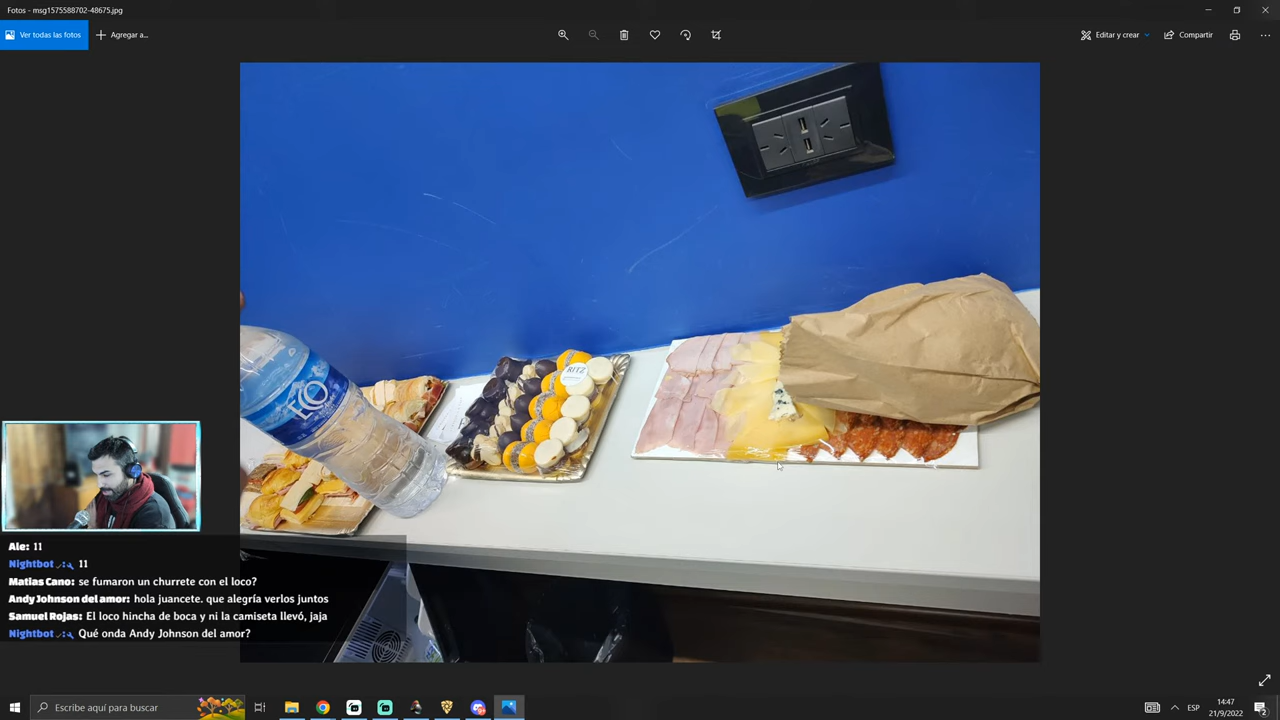 Fotos - msg1575588702-48675.jpg
Ver todas las fotos
Agregar a...
Editar y crear
Compartir
RITZ
ECO
Ale: 11
Nightbot 11
Matias Cano: se fumaron un churrete con el loco?
Andy Johnson del amor: hola juancete. que alegría verlos juntos
Samuel Rojas: El loco hincha de boca y ni la camiseta llevó, jaja
Nightbot Qué onda Andy Johnson del amor?
Escribe aquí para buscar
ESP
14:47
21/9/2022
2